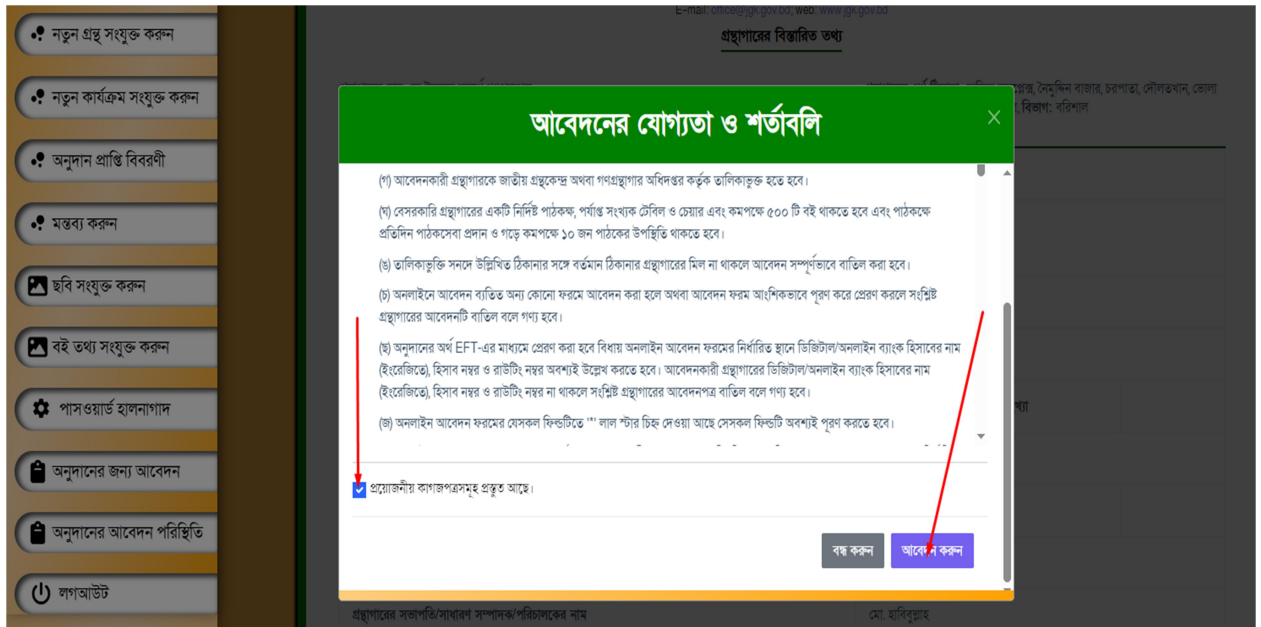 নতুন গ্রন্থ সংযুক্ত করুন
নতুন কার্যক্রম সংযুক্ত করুন
অনুদান প্রাপ্তি বিবরণী
মন্তব্য করুন
ছবি সংযুক্ত করুন
বই তথ্য সংযুক্ত করুন
পাসওয়ার্ড হালনাগাদ
অনুদানের জন্য আবেদন
অনুদানের আবেদন পরিস্থিতি
লগআউট
E-mail: office@jgk.gov.bd; web: www.jgk.gov.bd
গ্রন্থাগারের বিস্তারিত তথ্য
নৈমুদ্দিন বাজার, চরপাতা, দৌলতখান, ভোলা
বিভাগ: বরিশাল
আবেদনের যোগ্যতা ও শর্তাবলি
(গ) আবেদনকারী গ্রন্থাগারকে জাতীয় গ্রন্থকেন্দ্র অথবা গণগ্রন্থাগার অধিদপ্তর কর্তৃক তালিকাভুক্ত হতে হবে।
(ঘ) বেসরকারি গ্রন্থাগারের একটি নির্দিষ্ট পাঠকক্ষ, পর্যাপ্ত সংখ্যক টেবিল ও চেয়ার এবং কমপক্ষে ৫০০ টি বই থাকতে হবে এবং পাঠকক্ষে
প্রতিদিন পাঠকসেবা প্রদান ও গড়ে কমপক্ষে ১০ জন পাঠকের উপস্থিতি থাকতে হবে।
(ঙ) তালিকাভুক্তি সনদে উল্লিখিত ঠিকানার সঙ্গে বর্তমান ঠিকানার গ্রন্থাগারের মিল না থাকলে আবেদন সম্পূর্ণভাবে বাতিল করা হবে।
(চ) অনলাইনে আবেদন ব্যতিত অন্য কোনো ফরমে আবেদন করা হলে অথবা আবেদন ফরম আংশিকভাবে পূরণ করে প্রেরণ করলে সংশ্লিষ্ট
গ্রন্থাগারের আবেদনটি বাতিল বলে গণ্য হবে।
(ছ) অনুদানের অর্থ EFT-এর মাধ্যমে প্রেরণ করা হবে বিধায় অনলাইন আবেদন ফরমের নির্ধারিত স্থানে ডিজিটাল/অনলাইন ব্যাংক হিসাবের নাম
(ইংরেজিতে), হিসাব নম্বর ও রাউটিং নম্বর অবশ্যই উল্লেখ করতে হবে। আবেদনকারী গ্রন্থাগারের ডিজিটাল/অনলাইন ব্যাংক হিসাবের নাম
(ইংরেজিতে), হিসাব নম্বর ও রাউটিং নম্বর না থাকলে সংশ্লিষ্ট গ্রন্থাগারের আবেদনপত্র বাতিল বলে গণ্য হবে।
(জ) অনলাইন আবেদন ফরমের যেসকল ফিল্ডটিতে "*" লাল স্টার চিহ্ন দেওয়া আছে সেসকল ফিল্ডটি অবশ্যই পূরণ করতে হবে।
প্রয়োজনীয় কাগজপত্রসমূহ প্রস্তুত আছে।
বন্ধ করুন
আবেদন করুন
গ্রন্থাগারের সভাপতি/সাধারণ সম্পাদক/পরিচালকের নাম
মো. হাবিবুল্লাহ